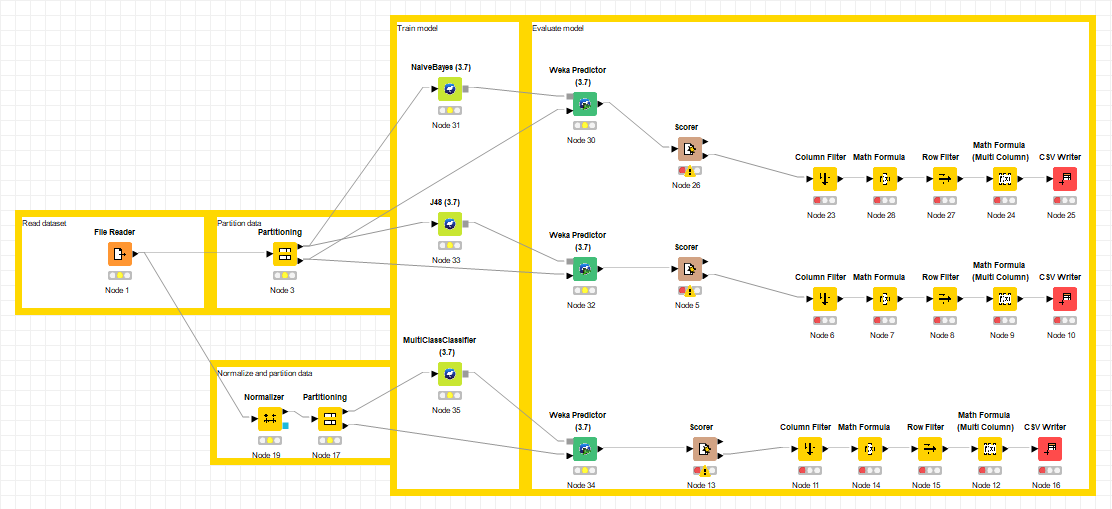 Train model
Evaluate model
NaiveBayes (3.7)
Node 31
Weka Predictor
(3.7)
Node 30
Scorer
Node 26
Column Filter
Node 23
Math Formula
Node 28
Row Filter
Node 27
Math Formula
(Multi Column)
Node 24
CSV Writer
Node 25
Read dataset
File Reader
Node 1
Partition data
Partitioning
Node 3
J48 (3.7)
Node 33
Weka Predictor
(3.7)
Node 32
Scorer
Node 5
Column Filter
Node 6
Math Formula
Node 7
Row Filter
Node 8
Math Formula
(Multi Column)
Node 9
CSV Writer
Node 10
Normalize and partition data
Normalizer
Node 19
Partitioning
Node 17
MultiClassClassifier
(3.7)
Node 35
Weka Predictor
(3.7)
Node 34
Scorer
Node 13
Column Filter
Node 11
Math Formula
Node 14
Row Filter
Node 15
Math Formula
(Multi Column)
Node 12
CSV Writer
Node 16